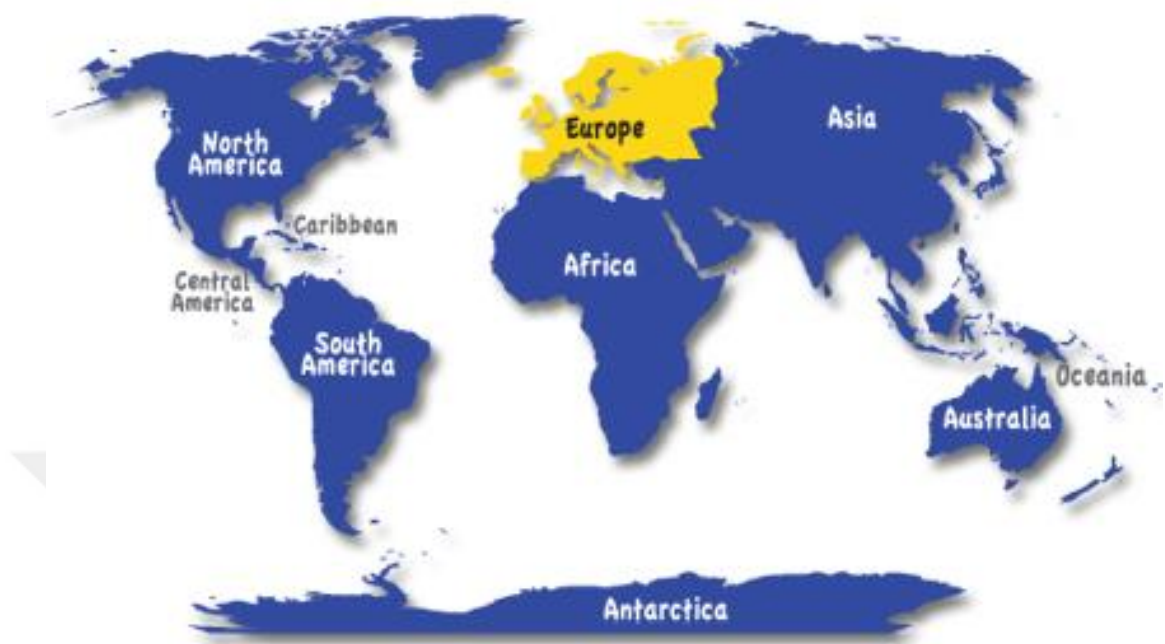 Europe
Asia
North
America
Caribbean
Africa
Central
America
South
America
Oceania
Australia
Antarctica